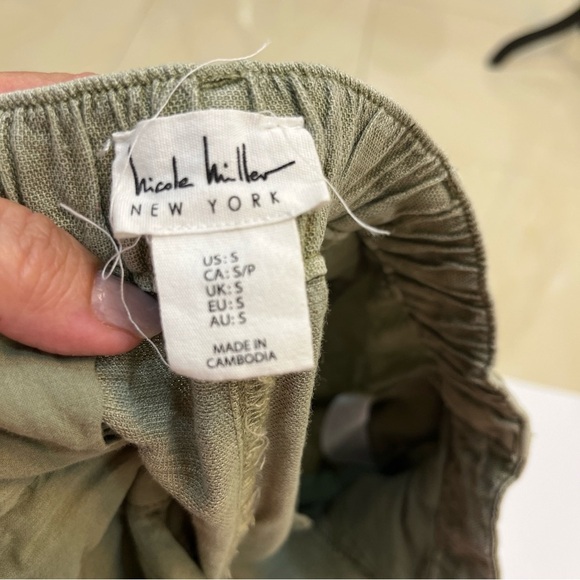 nicole miller
NEW YORK
US: S
CA: S/P
UK: S
EU: S
AU: S
MADE IN
CAMBODIA